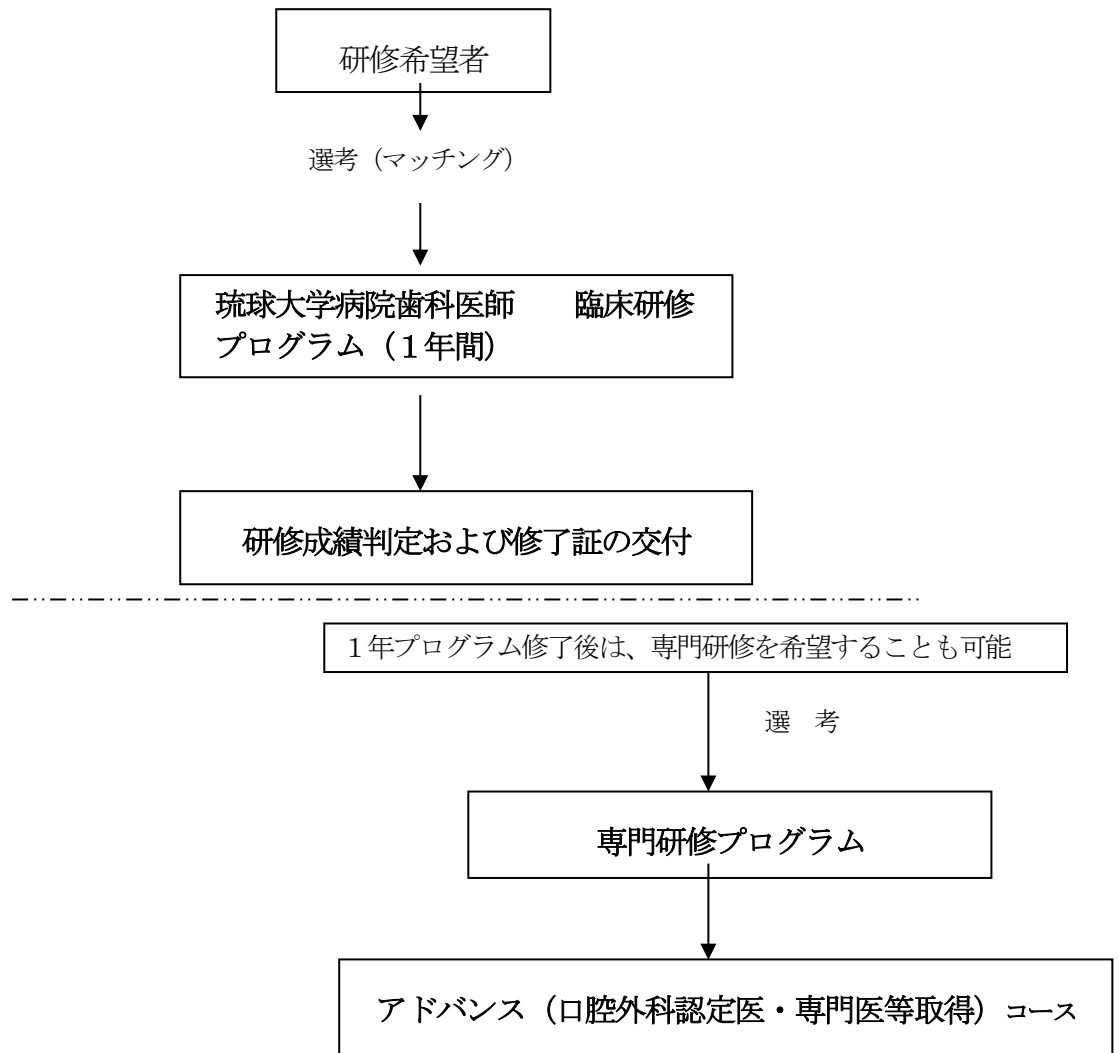 研修希望者
選考（マッチング）
琉球大学病院歯科医師　　臨床研修
プログラム（１年間）
研修成績判定および修了証の交付
１年プログラム修了後は、専門研修を希望することも可能
選　考
専門研修プログラム
アドバンス（口腔外科認定医・専門医等取得）コース